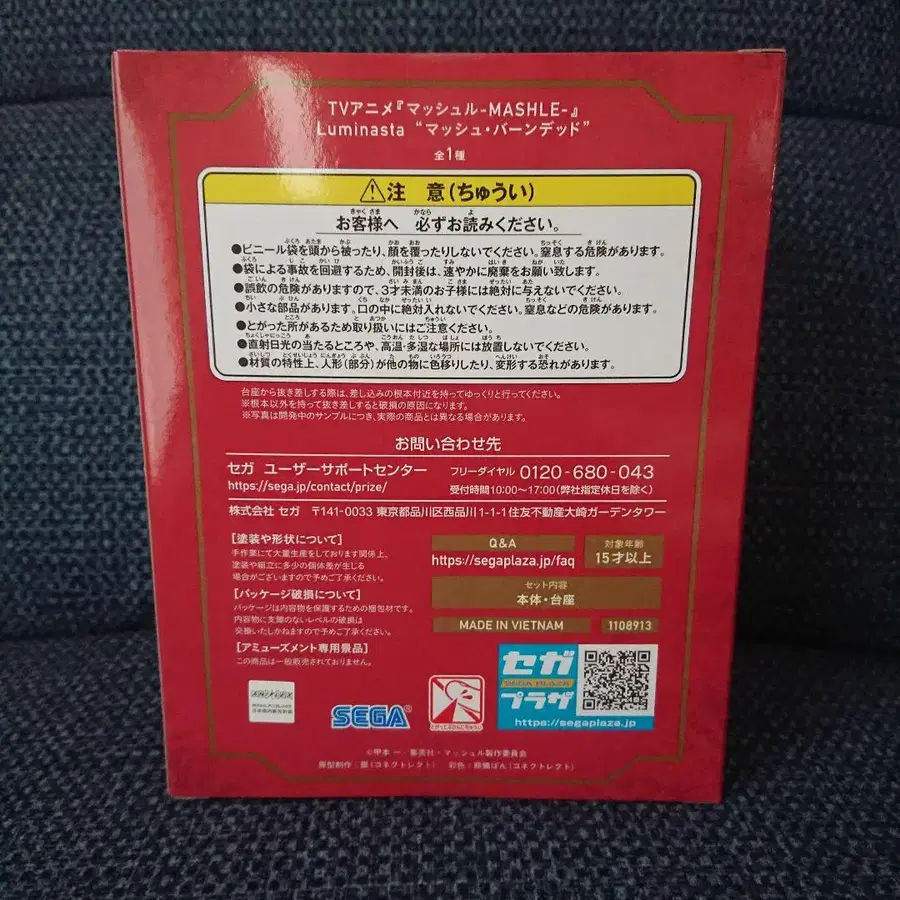 TVアニメ『マッシュル-MASHLE-』
Luminasta “マッシュ・バーンデッド”
全1種
⚠注 意(ちゅうい)
お客様へ 必ずお読みください。
●ビニール袋を頭から被ったり、顔を覆ったりしないでください。窒息する危険があります。
●袋による事故を回避するため、開封後は、速やかに廃棄をお願い致します。
●誤飲の危険がありますので、3才未満のお子様には絶対に与えないでください。
●小さな部品があります。口の中に絶対入れないでください。窒息などの危険があります。
●とがった所があるため取り扱いにはご注意ください。
●直射日光の当たるところや、高温・多湿な場所には放置しないでください。
●材質の特性上、人形(部分)が他の物に色移りしたり、変形する恐れがあります。
台座から抜き差しする際は、差し込みの根本付近を持ってゆっくりと行ってください。
※根本以外を持って抜き差しすると破損の原因になります。
※写真は開発中のサンプルにつき、実際の商品とは異なる場合があります。
お問い合わせ先
セガ ユーザーサポートセンター フリーダイヤル 0120-680-043
https://sega.jp/contact/prize/ 受付時間10:00〜17:00(弊社指定休日を除く)
株式会社 セガ 〒141-0033 東京都品川区西品川1-1-1住友不動産大崎ガーデンタワー
[塗装や形状について]
手作業にて大量生産をしております関係上、
塗装や組立に多少の個体差が生じる
場合がございますので予めご了承ください。
[パッケージ破損について]
パッケージは内容物を保護するための梱包材です。
内容物に支障のないレベルの破損は
交換いたしかねますので予めご了承ください。
[アミューズメント専用景品]
この商品は一般販売されておりません。
Q&A
https://segaplaza.jp/faq
対象年齢
15才以上
セット内容
本体・台座
MADE IN VIETNAM
1108913
SEGA
とがってぶぶんにちゅうい
セガ
SEGA PLAZA
プラザ
https://segaplaza.jp
©甲本 一/集英社・マッシュル製作委員会